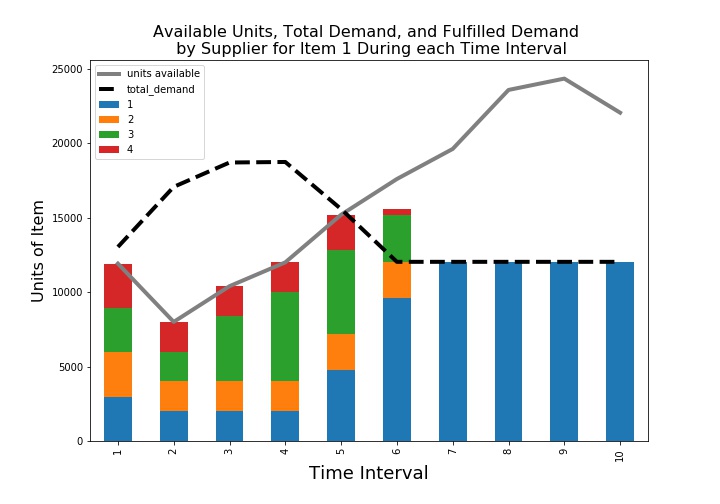 Available Units, Total Demand, and Fulfilled Demand
by Supplier for Item 1 During each Time Interval
units available
total_demand
1
2
3
4
25000
20000
15000
10000
5000
0
Units of Item
1 2 3 4 5 6 7 8 9 10
Time Interval